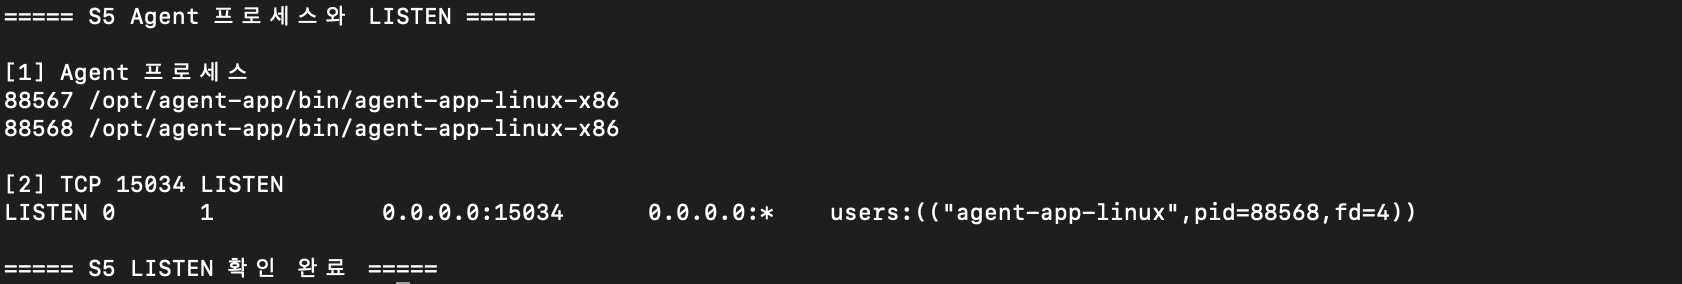 ===== S5 Agent 프로세스와 LISTEN =====
[1] Agent 프로세스
88567 /opt/agent-app/bin/agent-app-linux-x86
88568 /opt/agent-app/bin/agent-app-linux-x86
[2] TCP 15034 LISTEN
LISTEN 0      1            0.0.0.0:15034      0.0.0.0:*    users:(("agent-app-linux",pid=88568,fd=4))
===== S5 LISTEN 확인 완료 =====